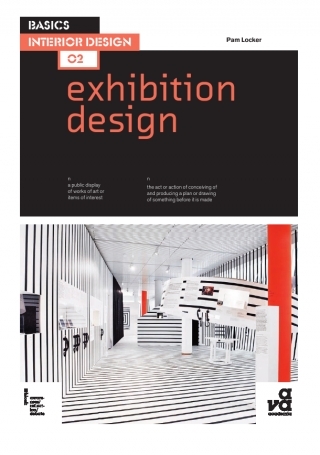 BASICS
INTERIOR DESIGN
02
Pam Locker
exhibition
design
n
a public display
of works of art or
items of interest
n
the act or action of conceiving of
and producing a plan or drawing
of something before it is made
ava
academia